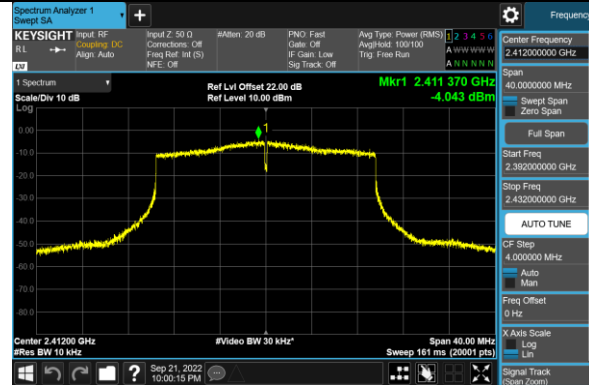 Spectrum Analyzer 1
Swept SA
+
Frequency
KEYSIGHT
RL
LXI
Input: RF
Coupling: DC
Align: Auto
Input Z: 50 Ω
Corrections: Off
Freq Ref: Int (S)
NFE: Off
#Atten: 20 dB
PNO: Fast
Gate: Off
IF Gain: Low
Sig Track: Off
Avg Type: Power (RMS)
Avg|Hold: 100/100
Trig: Free Run
1 2 3 4 5 6
A W W W W W
A N N N N N
1 Spectrum
Scale/Div 10 dB
Log
Ref Lvl Offset 22.00 dB
Ref Level 10.00 dBm
Mkr1 2.411 370 GHz
-4.043 dBm
1
0.00
-10.0
-20.0
-30.0
-40.0
-50.0
-60.0
-70.0
-80.0
Center 2.41200 GHz
#Res BW 10 kHz
#Video BW 30 kHz*
Span 40.00 MHz
Sweep 161 ms (20001 pts)
Center Frequency
2.412000000 GHz
Span
40.0000000 MHz
Swept Span
Zero Span
Full Span
Start Freq
2.392000000 GHz
Stop Freq
2.432000000 GHz
AUTO TUNE
CF Step
4.000000 MHz
Auto
Man
Freq Offset
0 Hz
X Axis Scale
Log
Lin
Signal Track
(Span Zoom)
?
Sep 21, 2022
10:00:15 PM